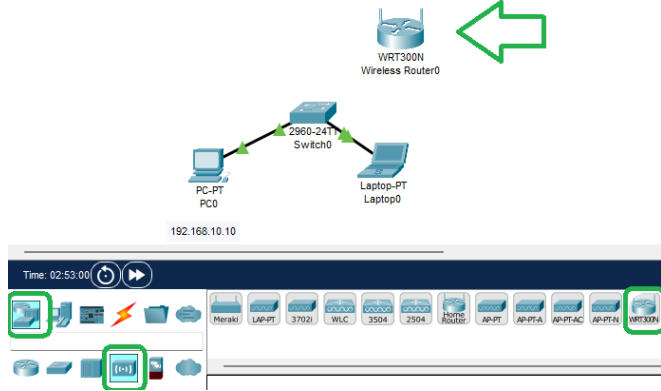 WRT300N
Wireless Router0
2960-24TT
Switch0
PC-PT
PC0
Laptop-PT
Laptop0
192.168.10.10
Time: 02:53:00
Meraki
LAP-PT
3702i
WLC
3504
2504
Home Router
AP-PT
AP-PT-A
AP-PT-AC
AP-PT-N
WRT300N